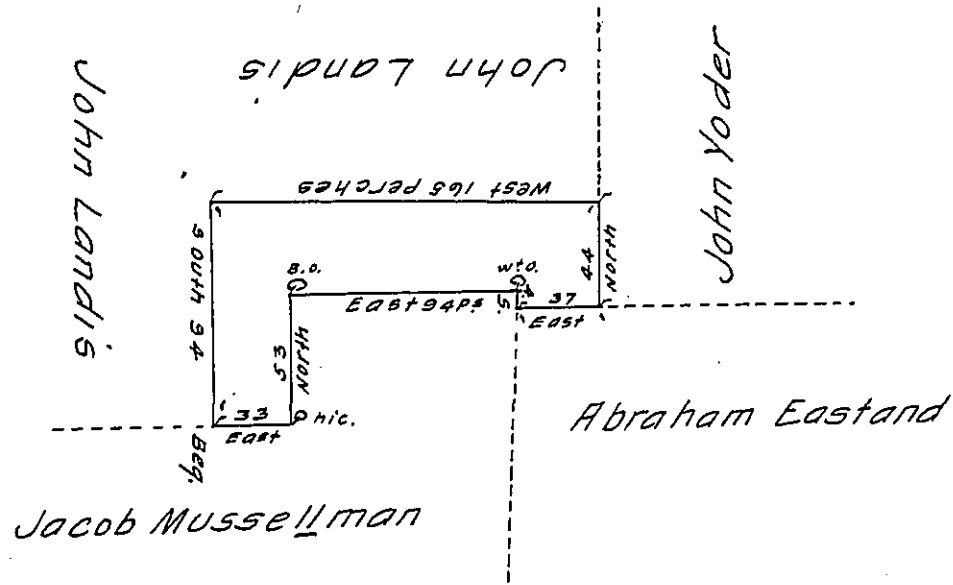 John Landis
John Landis
John Yoder
West 165 perches
South 94
B.O.
W+O.
44
North
East 94 Ps.
S. 4
37
East
53
North
33
East
hic.
Beg.
Abraham Eastand
Jacob Mussellman